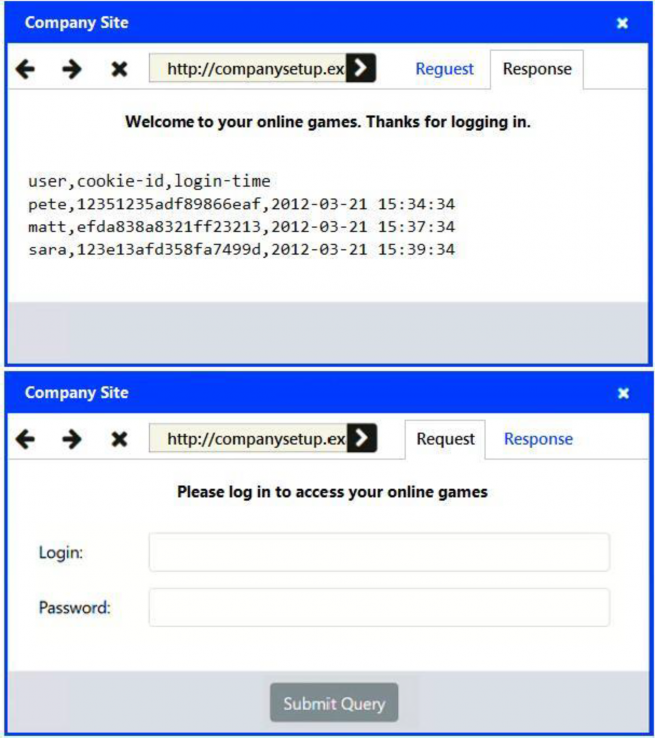 Company Site
http://companysetup.ex
Reguest
Response
Welcome to your online games. Thanks for logging in.
user,cookie-id,login-time
pete,12351235adf89866eaf,2012-03-21 15:34:34
matt,efda838a8321ff23213,2012-03-21 15:37:34
sara,123e13afd358fa7499d,2012-03-21 15:39:34
Company Site
http://companysetup.ex
Request
Response
Please log in to access your online games
Login:
Password:
Submit Query